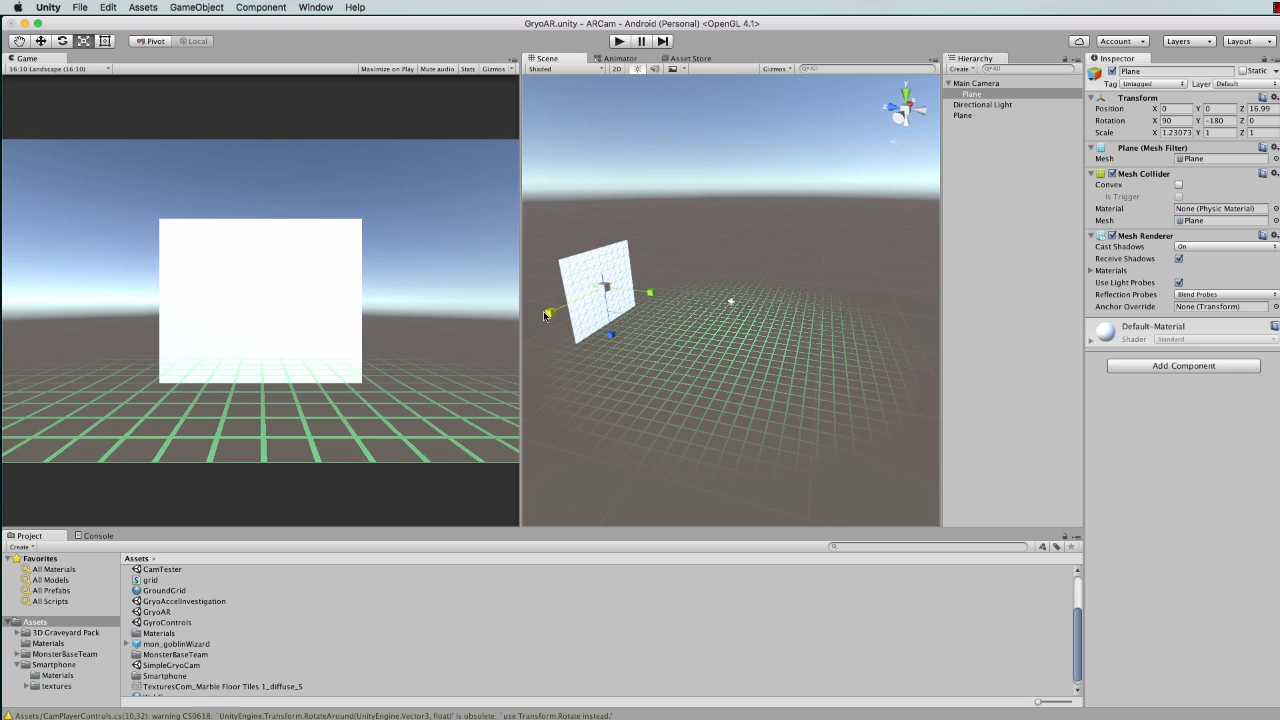 Unity File Edit Assets GameObject Component Window Help
GryoAR.unity - ARCam - Android (Personal) <OpenGL 4.1>
Pivot Local Account Layers Layout
Game
16:10 Landscape (16:10) Maximize on Play Mute audio Stats Gizmos
Scene Animator Asset Store
Shaded 2D Gizmos All
y
Hierarchy
Create All
Main Camera
Plane
Directional Light
Plane
Inspector
Plane Static
Tag Untagged Layer Default
Transform
Position X 0 Y 0 Z 16.99
Rotation X 90 Y -180 Z 0
Scale X 1.23073 Y 1 Z 1
Plane (Mesh Filter)
Mesh Plane
Mesh Collider
Convex
Is Trigger
Material None (Physic Material)
Mesh Plane
Mesh Renderer
Cast Shadows On
Receive Shadows
Materials
Use Light Probes
Reflection Probes Blend Probes
Anchor Override None (Transform)
Default-Material
Shader Standard
Add Component
Project Console
Create
Favorites
All Materials
All Models
All Prefabs
All Scripts
Assets
3D Graveyard Pack
Materials
MonsterBaseTeam
Smartphone
Materials
textures
Assets
CamTester
grid
GroundGrid
GryoAccelInvestigation
GryoAR
GyroControls
Materials
mon_goblinWizard
MonsterBaseTeam
SimpleGryoCam
Smartphone
TexturesCom_Marble Floor Tiles 1_diffuse_S
Assets/CamPlayerControls.cs(10,32): warning CS0618: `UnityEngine.Transform.RotateAround(UnityEngine.Vector3, float)' is obsolete: `use Transform.Rotate instead.'